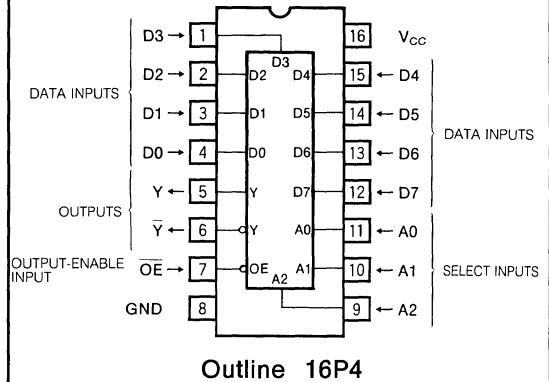 D3 → 1 16 VCC
D3
D2 → 2 D2 D4 15 ← D4
DATA INPUTS
D1 → 3 D1 D5 14 ← D5
DATA INPUTS
D0 → 4 D0 D6 13 ← D6
Y ← 5 Y D7 12 ← D7
OUTPUTS
Y̅ ← 6 Y A0 11 ← A0
OUTPUT-ENABLE
INPUT
O̅E̅ → 7 OE A1 10 ← A1
SELECT INPUTS
A2
GND 8 9 ← A2
Outline 16P4